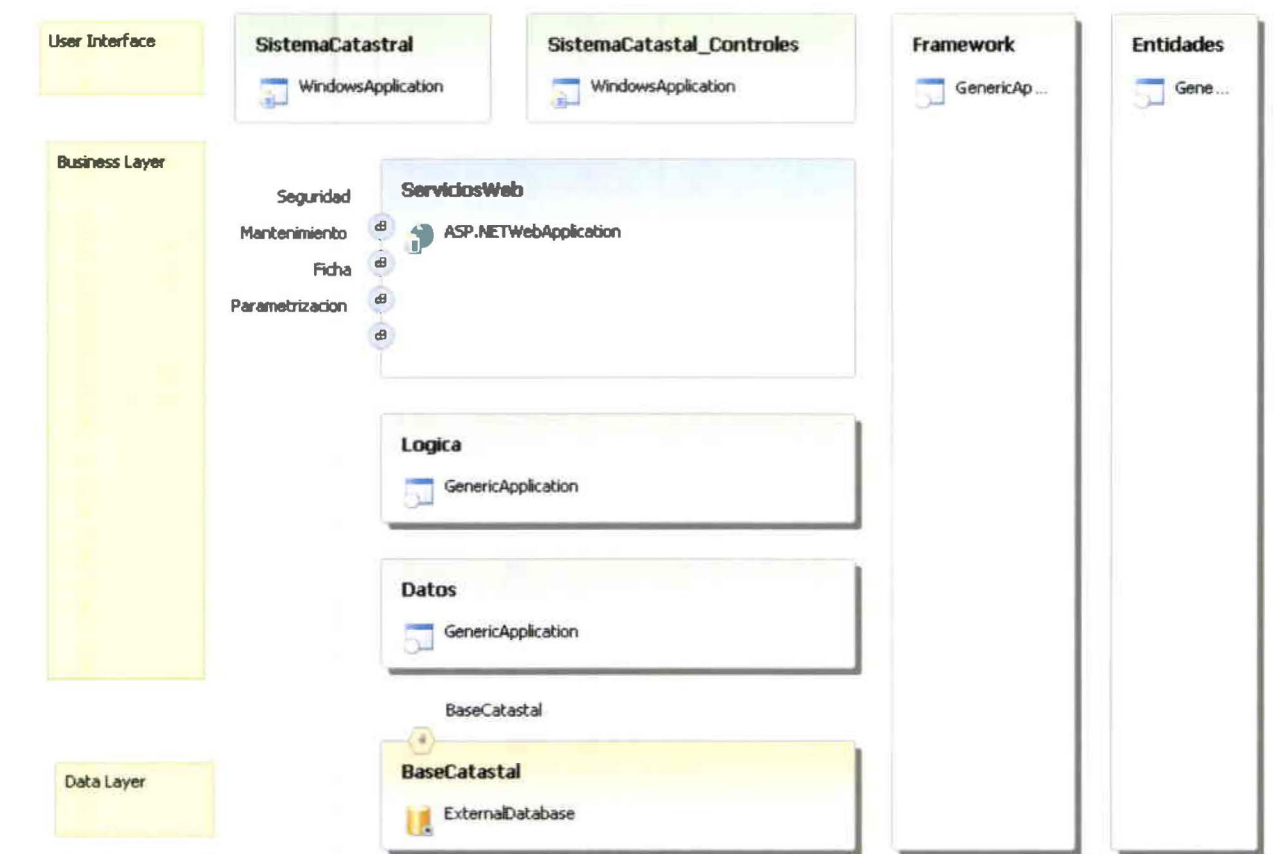 User Interface
SistemaCatastral
WindowsApplication
SistemaCatastal_Controles
WindowsApplication
Framework
GenericAp...
Entidades
Gene...
Business Layer
Seguridad
Mantenimiento
Ficha
Parametrizacion
ServiciosWeb
ASP.NETWebApplication
Logica
GenericApplication
Datos
GenericApplication
BaseCatastal
Data Layer
BaseCatastal
ExternalDatabase